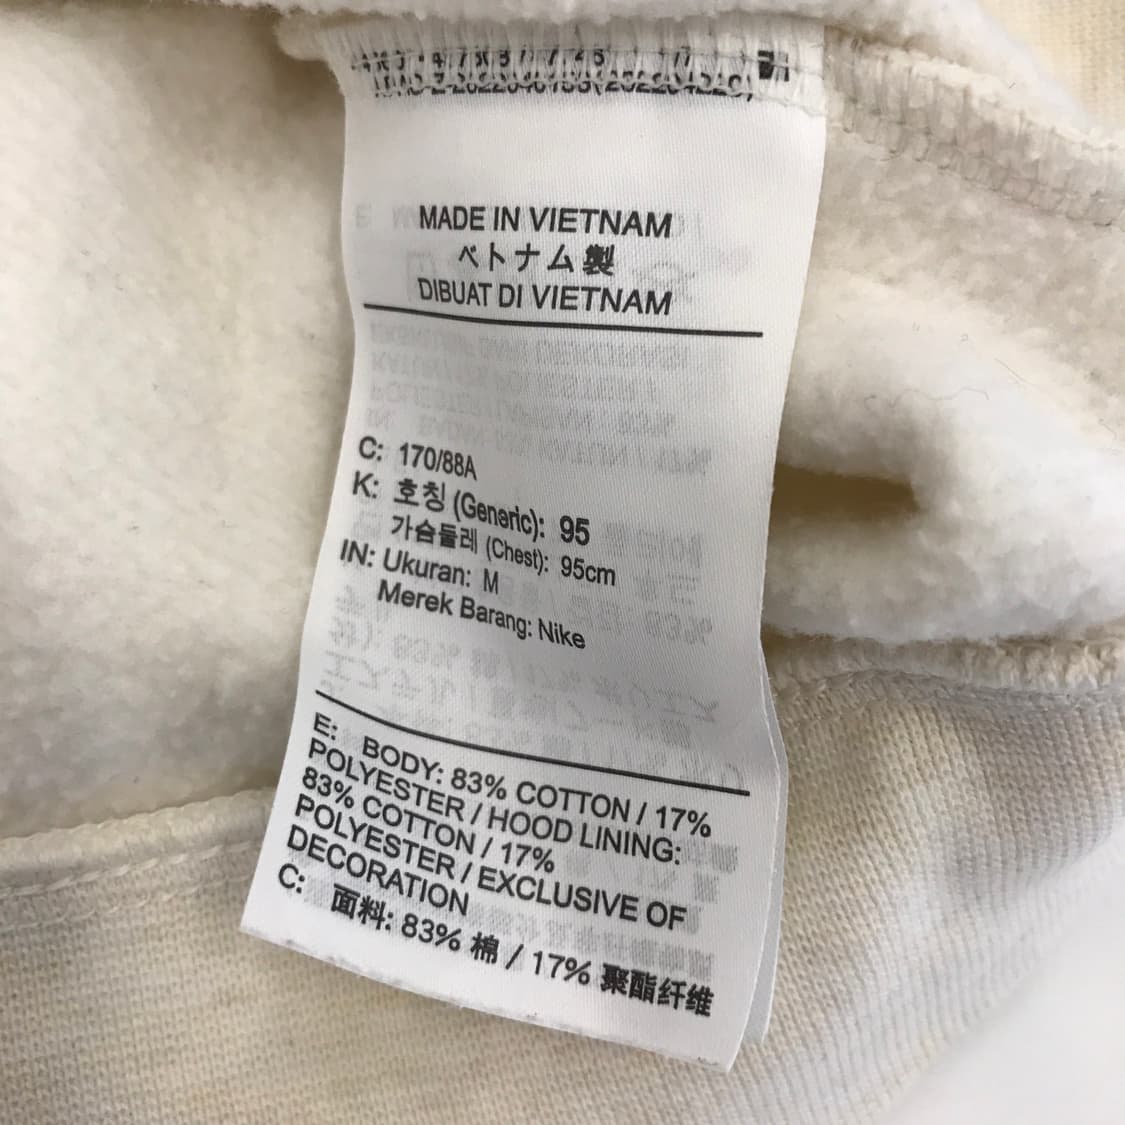 MADE IN VIETNAM
ベトナム製
DIBUAT DI VIETNAM
C: 170/88A
K: 호칭 (Generic): 95
가슴둘레 (Chest): 95cm
IN: Ukuran: M
Merek Barang: Nike
E: BODY: 83% COTTON / 17%
POLYESTER / HOOD LINING:
83% COTTON / 17%
POLYESTER / EXCLUSIVE OF
DECORATION
C: 面料: 83% 棉 / 17% 聚酯纤维